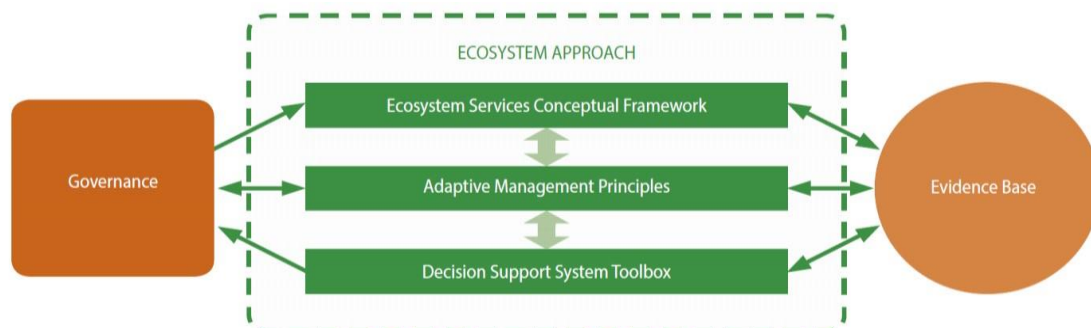 ECOSYSTEM APPROACH
Ecosystem Services Conceptual Framework
Governance
Adaptive Management Principles
Evidence Base
Decision Support System Toolbox